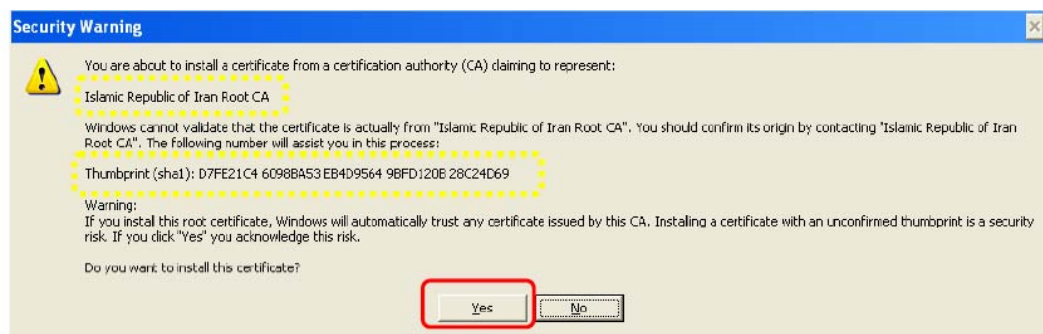 Security Warning
You are about to install a certificate from a certification authority (CA) claiming to represent:
Islamic Republic of Iran Root CA
Windows cannot validate that the certificate is actually from "Islamic Republic of Iran Root CA". You should confirm its origin by contacting "Islamic Republic of Iran
Root CA". The following number will assist you in this process:
Thumbprint (sha1): D7FE21C4 6098BA53 EB4D9564 9BFD120B 28C24D69
Warning:
If you install this root certificate, Windows will automatically trust any certificate issued by this CA. Installing a certificate with an unconfirmed thumbprint is a security
risk. If you click "Yes" you acknowledge this risk.
Do you want to install this certificate?
Yes No